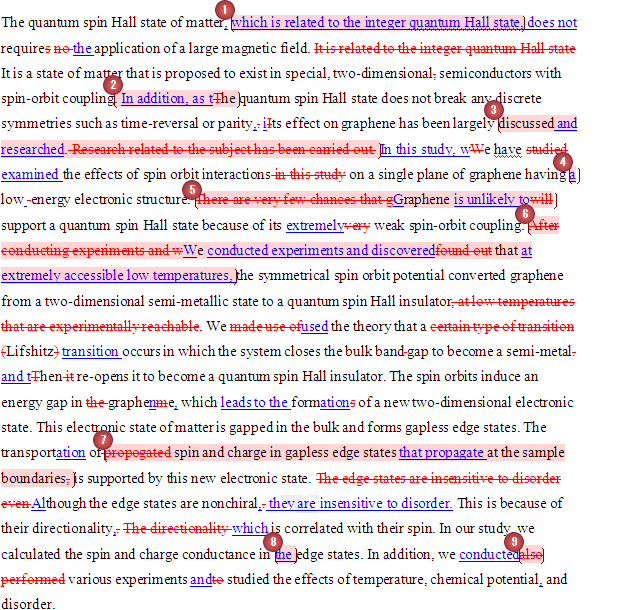 The quantum spin Hall state of matter, which is related to the integer quantum Hall state, does not
requires no the application of a large magnetic field. It is related to the integer quantum Hall state
It is a state of matter that is proposed to exist in special, two-dimensional, semiconductors with
spin-orbit coupling. In addition, as tThe quantum spin Hall state does not break any discrete
symmetries such as time-reversal or parity,. iIts effect on graphene has been largely discussed and
researched. Research related to the subject has been carried out. In this study, wWe have studied
examined the effects of spin orbit interactions in this study on a single plane of graphene having a
low -energy electronic structure. There are very few chances that gGraphene is unlikely towill
support a quantum spin Hall state because of its extremelyvery weak spin-orbit coupling. After
conducting experiments and wWe conducted experiments and discoveredfound out that at
extremely accessible low temperatures, the symmetrical spin orbit potential converted graphene
from a two-dimensional semi-metallic state to a quantum spin Hall insulator, at low temperatures
that are experimentally reachable. We made use ofused the theory that a certain type of transition
(Lifshitz) transition occurs in which the system closes the bulk band-gap to become a semi-metal.
and tThen it re-opens it to become a quantum spin Hall insulator. The spin orbits induce an
energy gap in the graphenme, which leads to the formations of a new two-dimensional electronic
state. This electronic state of matter is gapped in the bulk and forms gapless edge states. The
transportation of propogated spin and charge in gapless edge states that propagate at the sample
boundaries, is supported by this new electronic state. The edge states are insensitive to disorder
even Although the edge states are nonchiral,. they are insensitive to disorder. This is because of
their directionality,. The directionality which is correlated with their spin. In our study, we
calculated the spin and charge conductance in the edge states. In addition, we conductedalso
performed various experiments andto studied the effects of temperature, chemical potential, and
disorder.
1
2
3
4
5
6
7
8
9